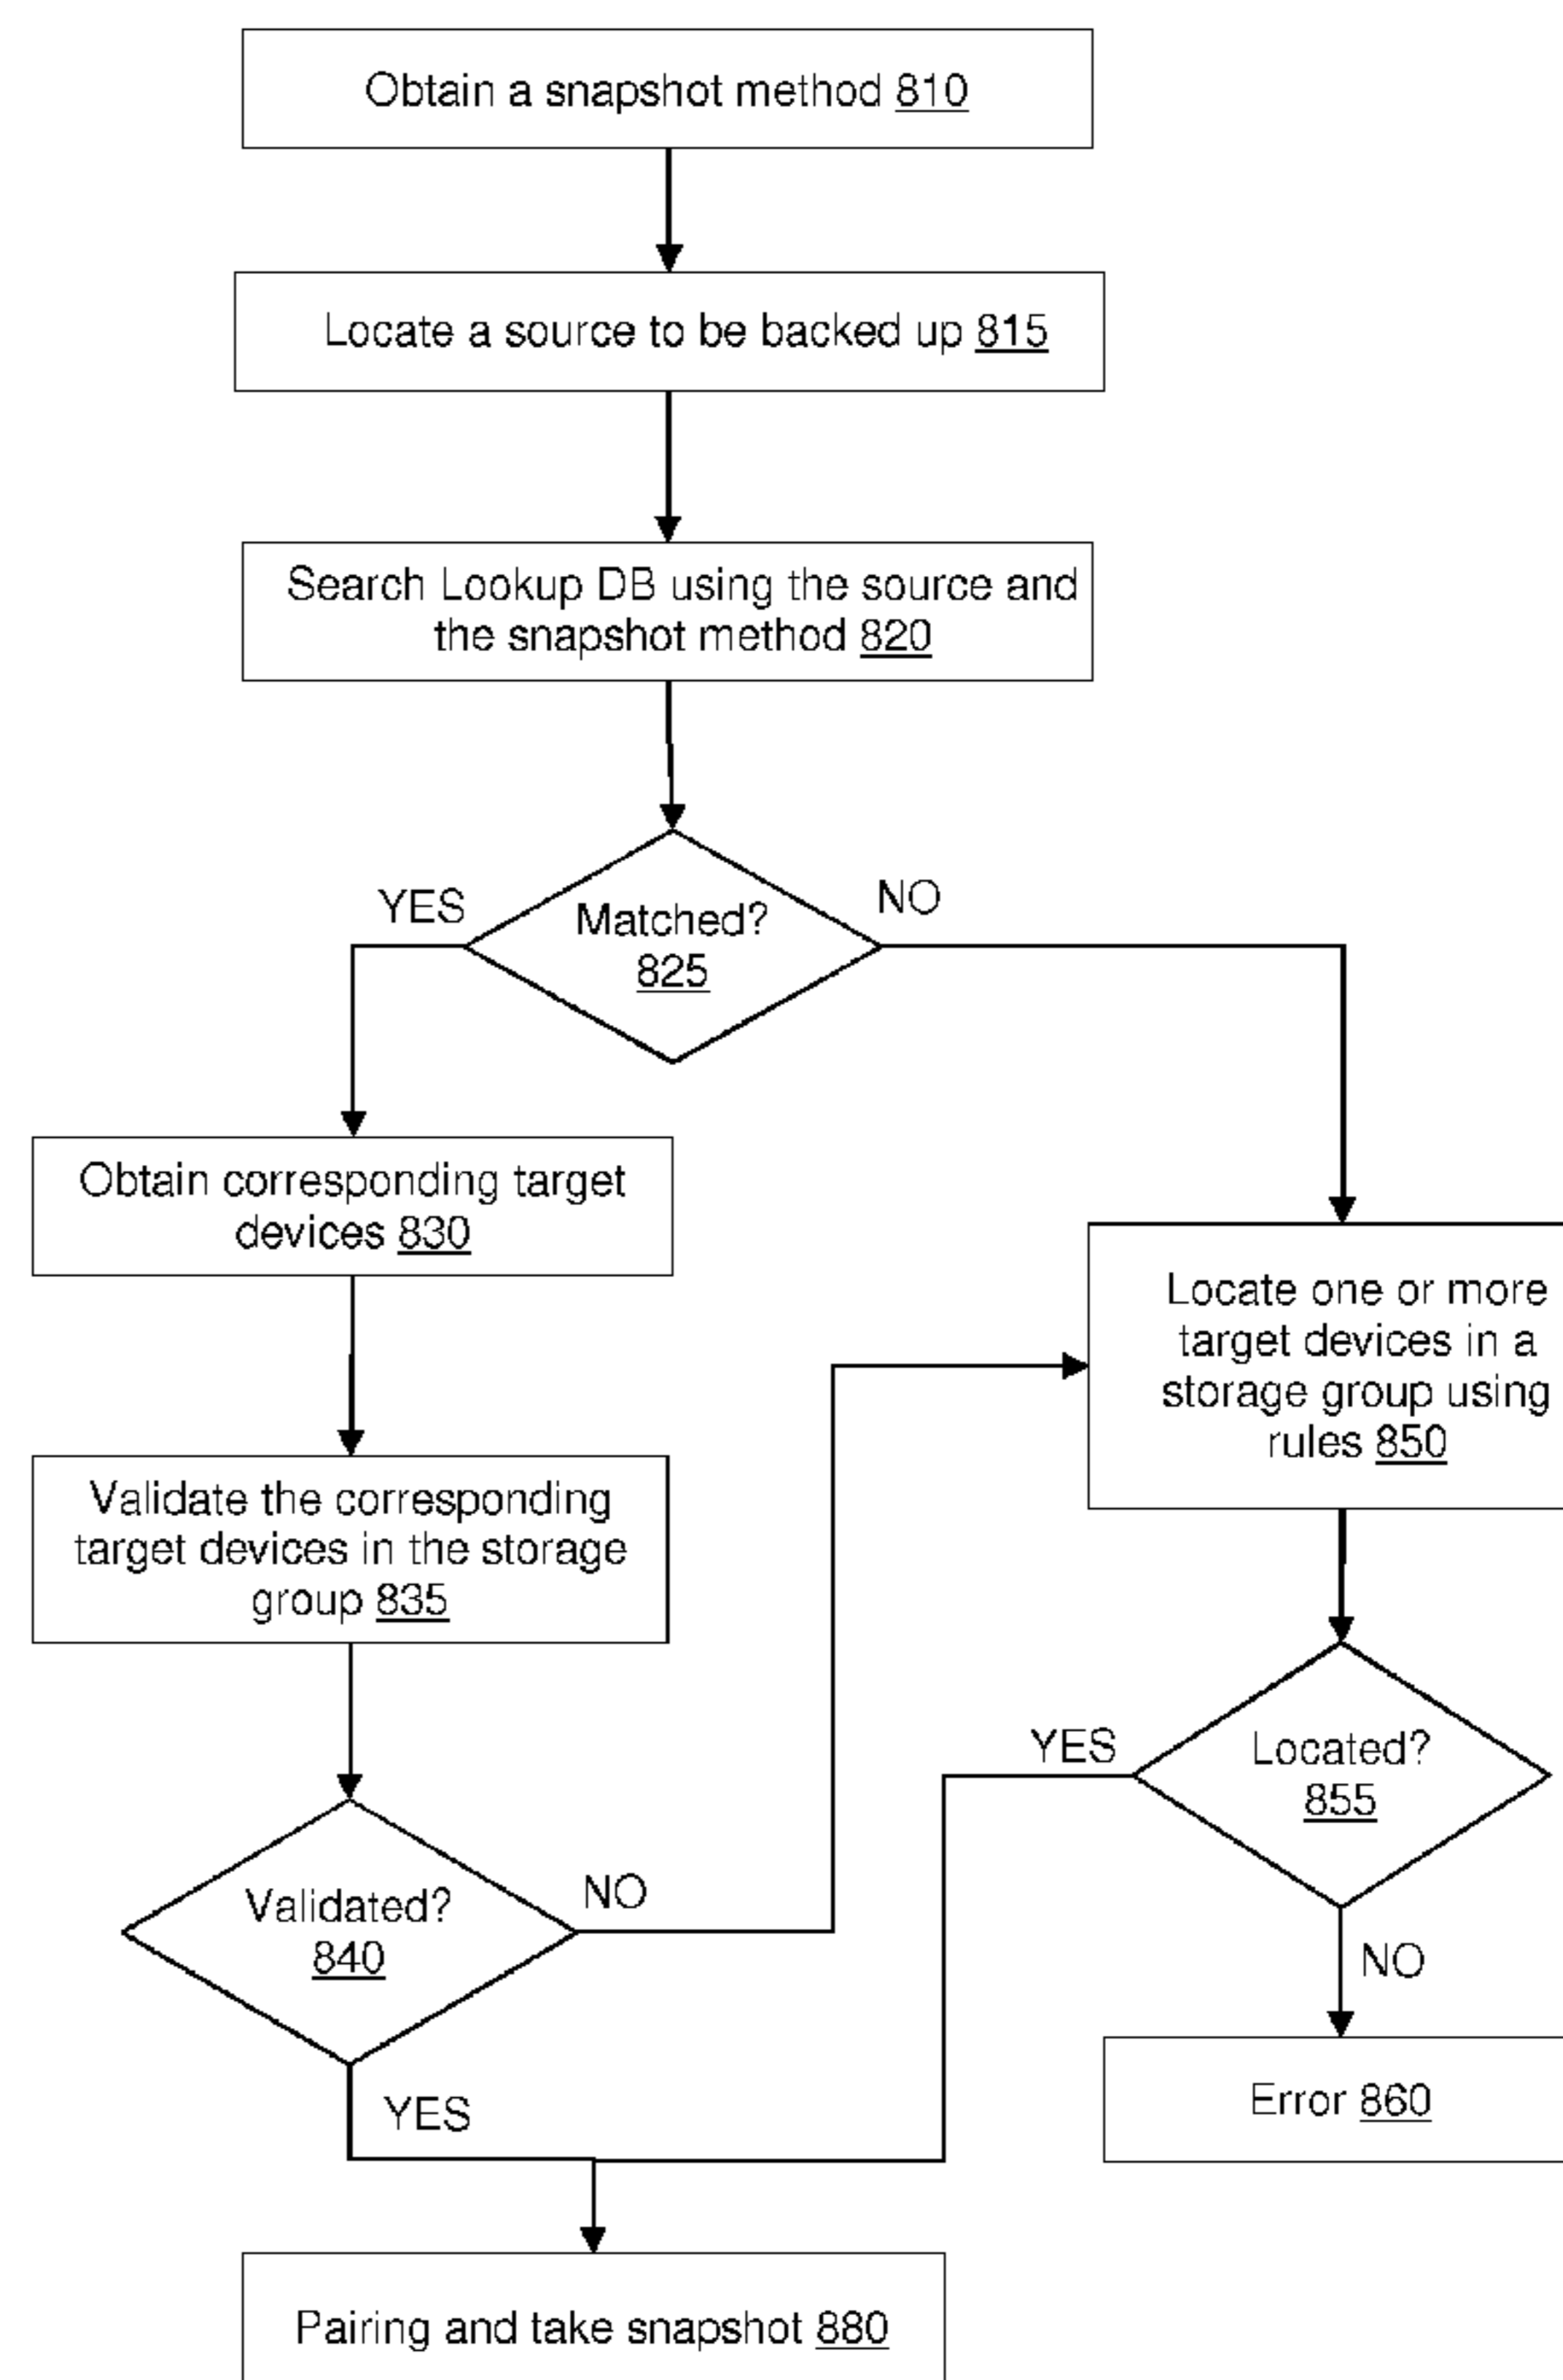 Obtain a snapshot method 810
Locate a source to be backed up 815
Search Lookup DB using the source and
the snapshot method 820
YES
Matched?
825
NO
Obtain corresponding target
devices 830
Locate one or more
target devices in a
storage group using
rules 850
Validate the corresponding
target devices in the storage
group 835
YES
Located?
855
Validated?
840
NO
NO
YES
Error 860
Pairing and take snapshot 880